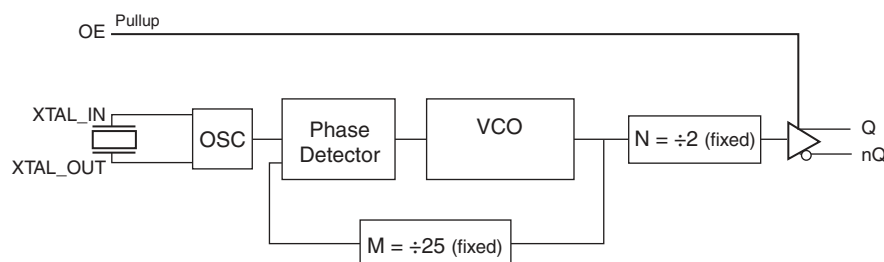 OE Pullup
XTAL_IN
OSC
Phase
Detector
VCO
N = ÷2 (fixed)
Q
nQ
XTAL_OUT
M = ÷25 (fixed)